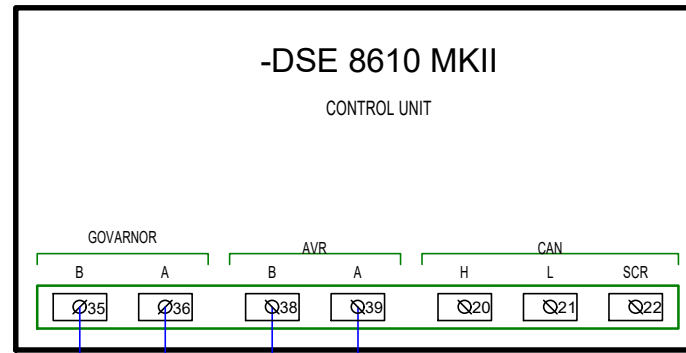 -DSE 8610 MKII
CONTROL UNIT
GOVARNOR AVR CAN
B A B A H L SCR
35 36 38 39 20 21 22